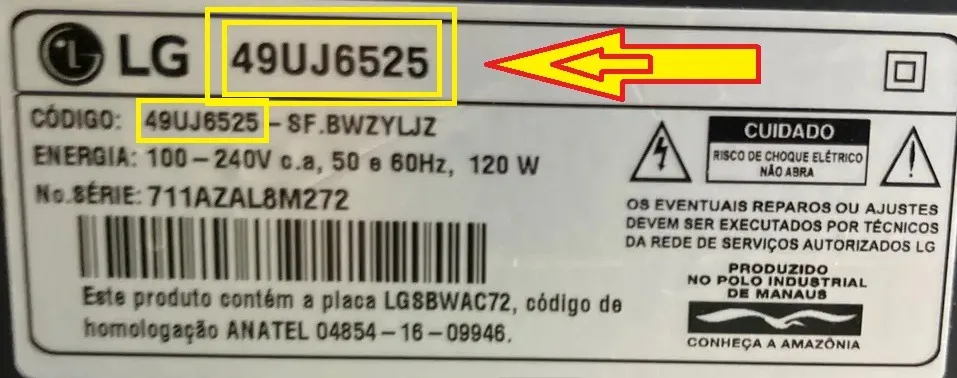 LG 49UJ6525
CÓDIGO: 49UJ6525-SF.BWZYLJZ
ENERGIA: 100-240V c.a, 50 e 60Hz, 120 W
No.SÉRIE: 711AZAL8M272
Este produto contém a placa LGSBWAC72, código de
homologação ANATEL 04854-16-09946.
CUIDADO
RISCO DE CHOQUE ELÉTRICO
NÃO ABRA
OS EVENTUAIS REPAROS OU AJUSTES
DEVEM SER EXECUTADOS POR TÉCNICOS
DA REDE DE SERVIÇOS AUTORIZADOS LG
PRODUZIDO
NO POLO INDUSTRIAL
DE MANAUS
CONHEÇA A AMAZÔNIA